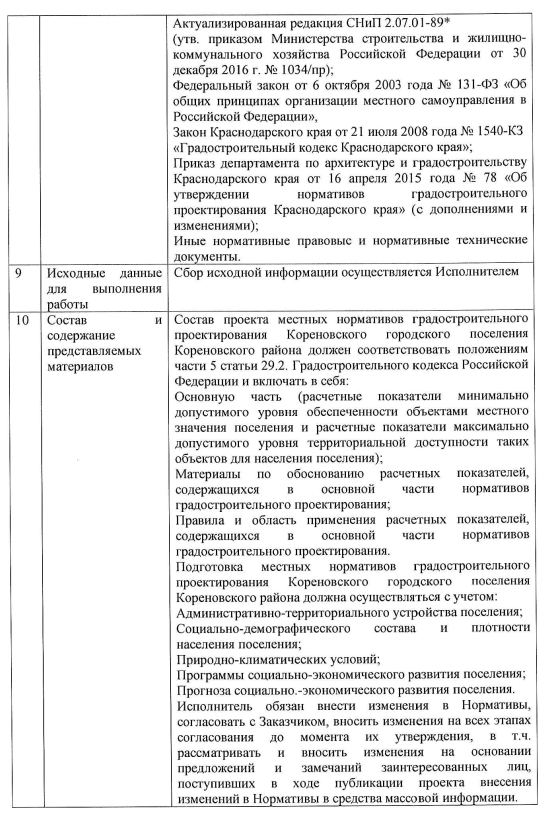 Актуализированная редакция СНиП 2.07.01-89*
(утв. приказом Министерства строительства и жилищно-
коммунального хозяйства Российской Федерации от 30
декабря 2016 г. № 1034/пр);
Федеральный закон от 6 октября 2003 года № 131-ФЗ «Об
общих принципах организации местного самоуправления в
Российской Федерации»,
Закон Краснодарского края от 21 июля 2008 года № 1540-КЗ
«Градостроительный кодекс Краснодарского края»;
Приказ департамента по архитектуре и градостроительству
Краснодарского края от 16 апреля 2015 года № 78 «Об
утверждении нормативов градостроительного
проектирования Краснодарского края» (с дополнениями и
изменениями);
Иные нормативные правовые и нормативные технические
документы.
9 Исходные данные Сбор исходной информации осуществляется Исполнителем
для выполнения
работы
10 Состав и Состав проекта местных нормативов градостроительного
содержание проектирования Кореновского городского поселения
представляемых Кореновского района должен соответствовать положениям
материалов части 5 статьи 29.2. Градостроительного кодекса Российской
Федерации и включать в себя:
Основную часть (расчетные показатели минимально
допустимого уровня обеспеченности объектами местного
значения поселения и расчетные показатели максимально
допустимого уровня территориальной доступности таких
объектов для населения поселения);
Материалы по обоснованию расчетных показателей,
содержащихся в основной части нормативов
градостроительного проектирования;
Правила и область применения расчетных показателей,
содержащихся в основной части нормативов
градостроительного проектирования.
Подготовка местных нормативов градостроительного
проектирования Кореновского городского поселения
Кореновского района должна осуществляться с учетом:
Административно-территориального устройства поселения;
Социально-демографического состава и плотности
населения поселения;
Природно-климатических условий;
Программы социально-экономического развития поселения;
Прогноза социально.-экономического развития поселения.
Исполнитель обязан внести изменения в Нормативы,
согласовать с Заказчиком, вносить изменения на всех этапах
согласования до момента их утверждения, в т.ч.
рассматривать и вносить изменения на основании
предложений и замечаний заинтересованных лиц,
поступивших в ходе публикации проекта внесения
изменений в Нормативы в средства массовой информации.